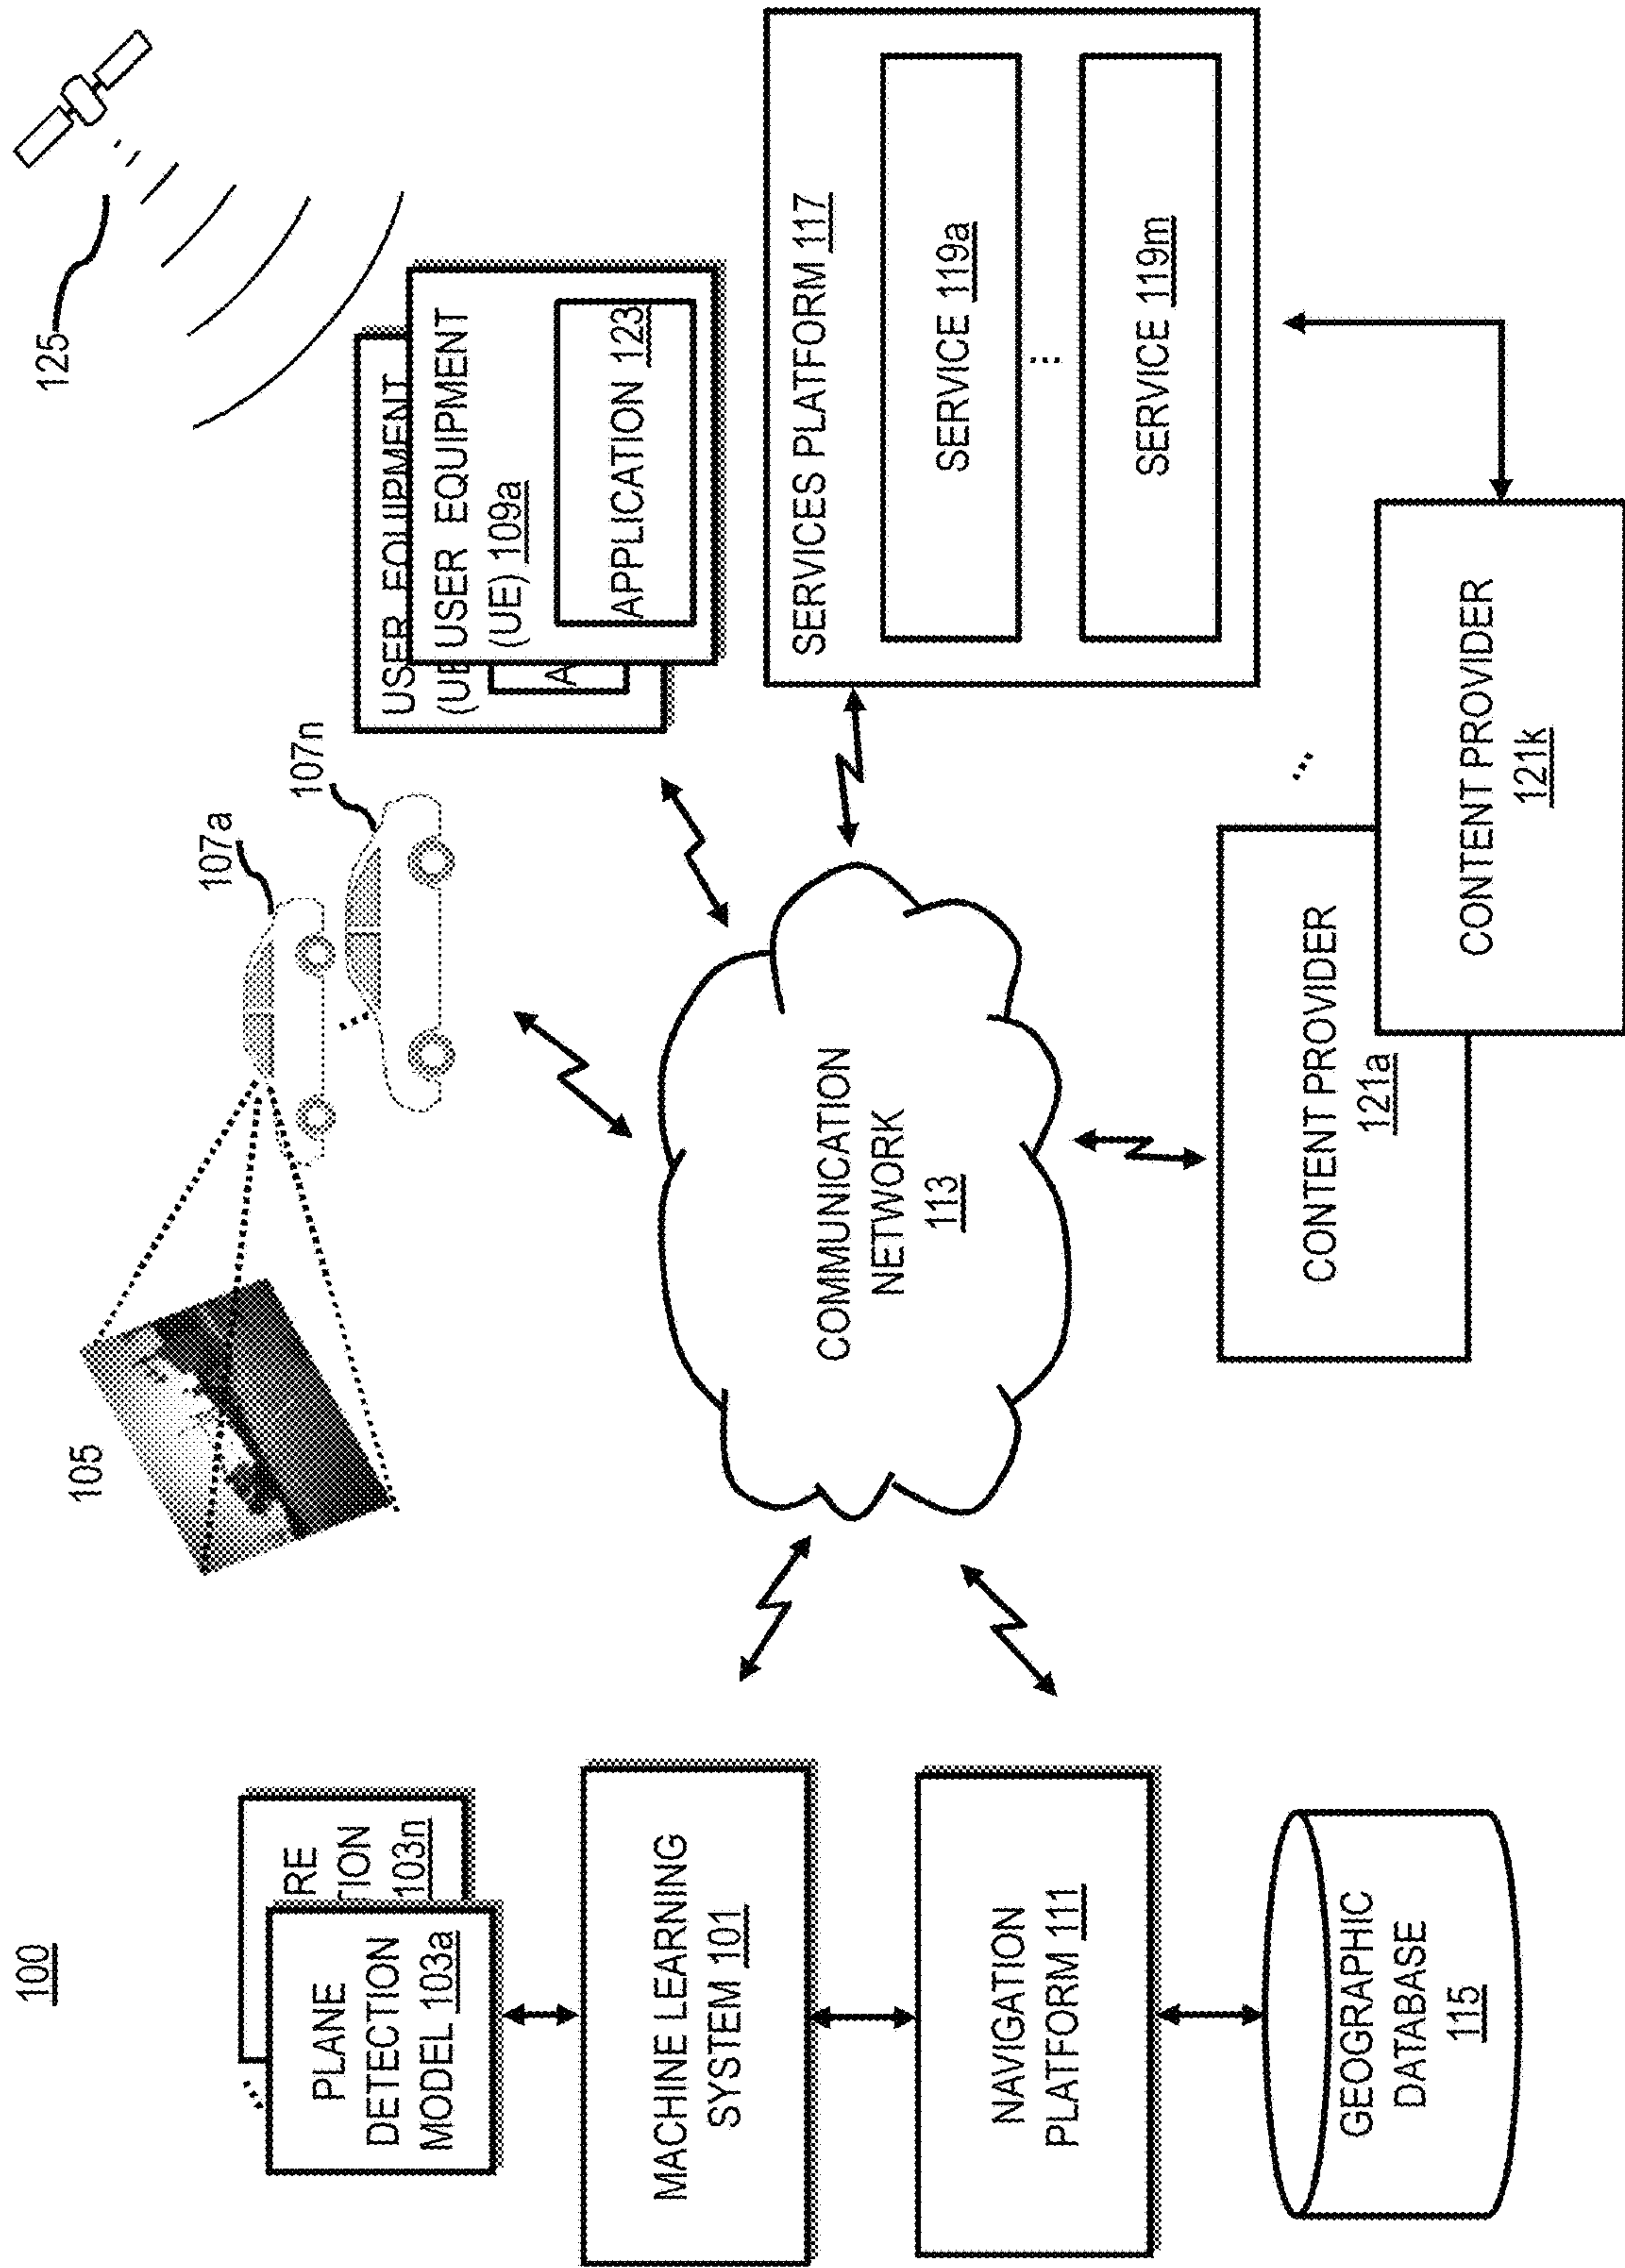 100
105
107a
107n
125
RE
TION
103n
...
PLANE
DETECTION
MODEL 103a
MACHINE LEARNING
SYSTEM 101
NAVIGATION
PLATFORM 111
GEOGRAPHIC
DATABASE
115
COMMUNICATION
NETWORK
113
USER EQUIPMENT
(UE
A
USER EQUIPMENT
(UE) 109a
APPLICATION 123
SERVICES PLATFORM 117
SERVICE 119a
...
SERVICE 119m
CONTENT PROVIDER
121a
...
CONTENT PROVIDER
121k